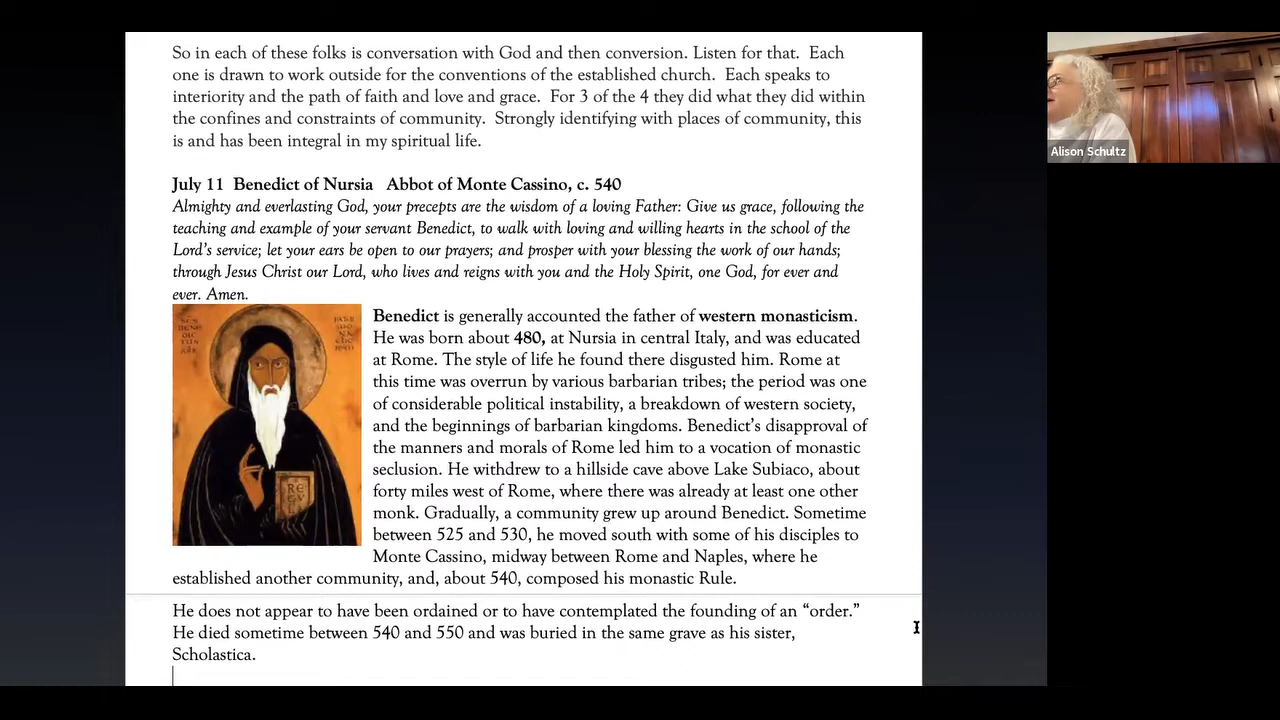 So in each of these folks is conversation with God and then conversion. Listen for that.  Each
one is drawn to work outside for the conventions of the established church.  Each speaks to
interiority and the path of faith and love and grace.  For 3 of the 4 they did what they did within
the confines and constraints of community.  Strongly identifying with places of community, this
is and has been integral in my spiritual life.
July 11  Benedict of Nursia   Abbot of Monte Cassino, c. 540
Almighty and everlasting God, your precepts are the wisdom of a loving Father: Give us grace, following the
teaching and example of your servant Benedict, to walk with loving and willing hearts in the school of the
Lord's service; let your ears be open to our prayers; and prosper with your blessing the work of our hands;
through Jesus Christ our Lord, who lives and reigns with you and the Holy Spirit, one God, for ever and
ever. Amen.
Benedict is generally accounted the father of western monasticism.
He was born about 480, at Nursia in central Italy, and was educated
at Rome. The style of life he found there disgusted him. Rome at
this time was overrun by various barbarian tribes; the period was one
of considerable political instability, a breakdown of western society,
and the beginnings of barbarian kingdoms. Benedict's disapproval of
the manners and morals of Rome led him to a vocation of monastic
seclusion. He withdrew to a hillside cave above Lake Subiaco, about
forty miles west of Rome, where there was already at least one other
monk. Gradually, a community grew up around Benedict. Sometime
between 525 and 530, he moved south with some of his disciples to
Monte Cassino, midway between Rome and Naples, where he
established another community, and, about 540, composed his monastic Rule.
He does not appear to have been ordained or to have contemplated the founding of an “order.”
He died sometime between 540 and 550 and was buried in the same grave as his sister,
Scholastica.
Alison Schultz